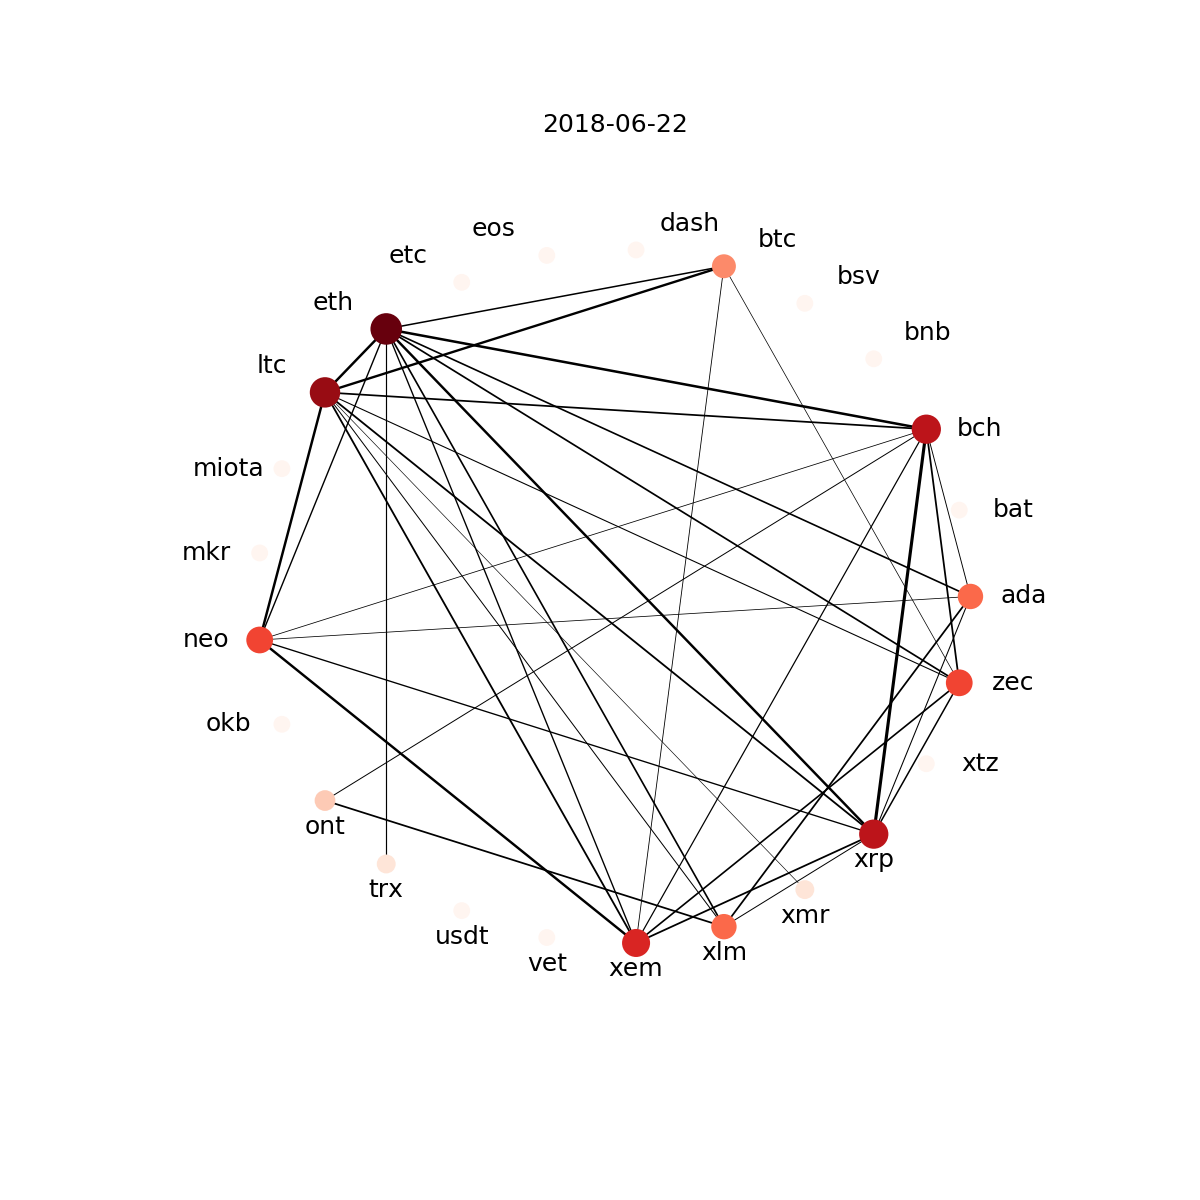 2018-06-22
dash
eos
btc
etc
bsv
eth
bnb
ltc
bch
miota
bat
mkr
ada
neo
zec
okb
xtz
ont
xrp
trx
xmr
usdt
xlm
vet
xem